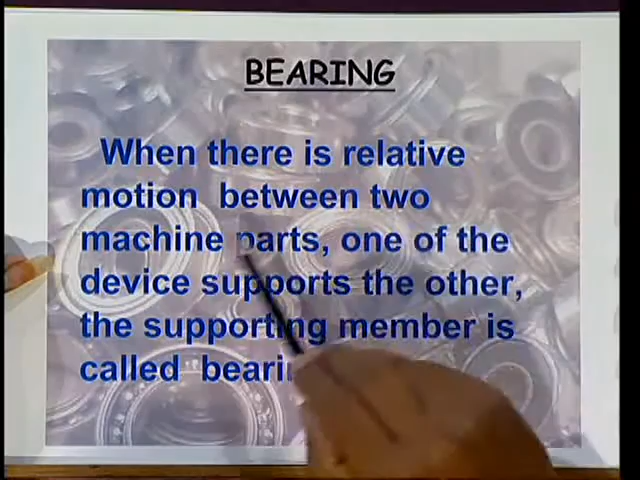 BEARING
When there is relative
motion between two
machine parts, one of the
device supports the other,
the supporting member is
called beari